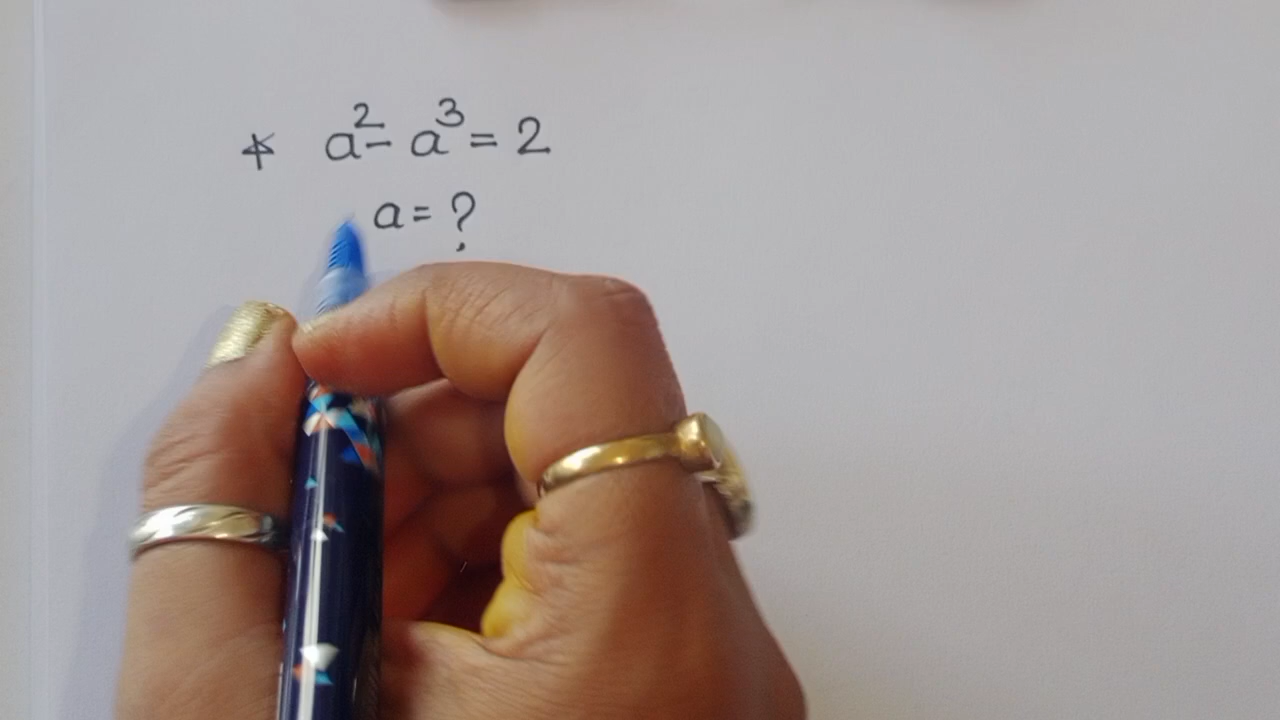 * a² - a³ = 2
a = ?